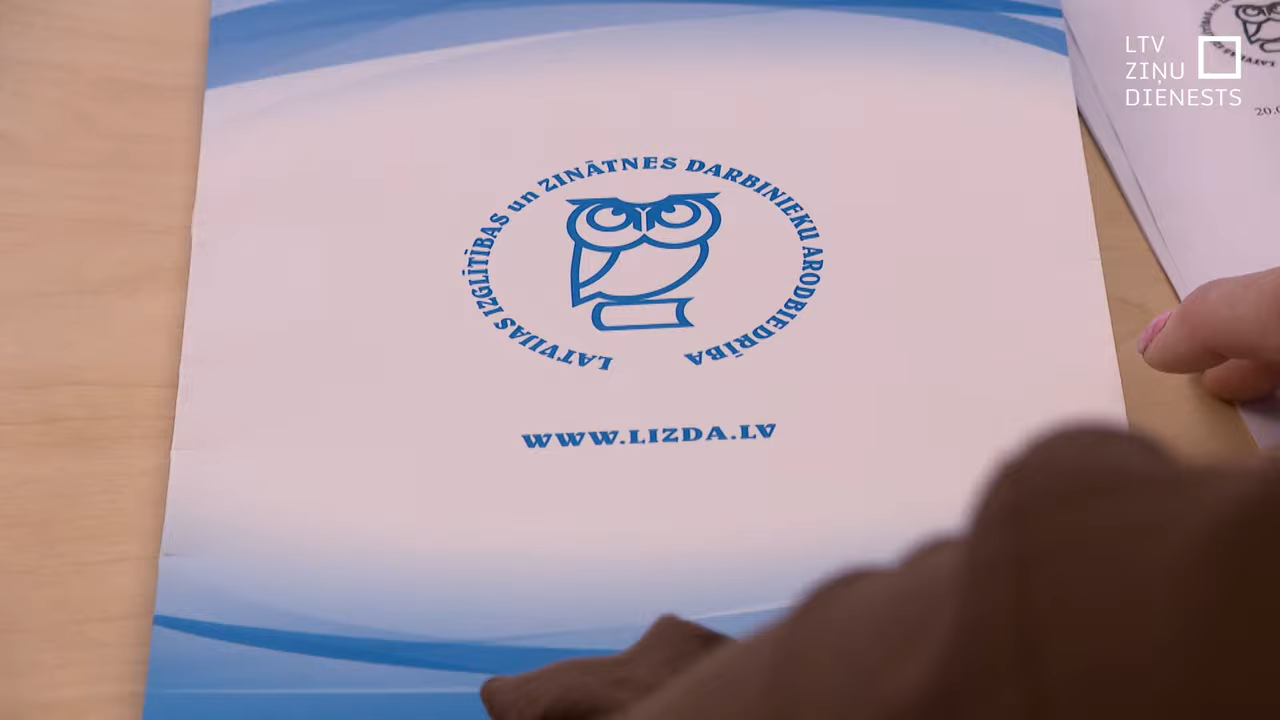 LTV
ZIŅU
DIENESTS
LATVIJAS IZGLĪTĪBAS un ZINĀTNES DARBINIEKU ARODBIEDRĪBA
WWW.LIZDA.LV